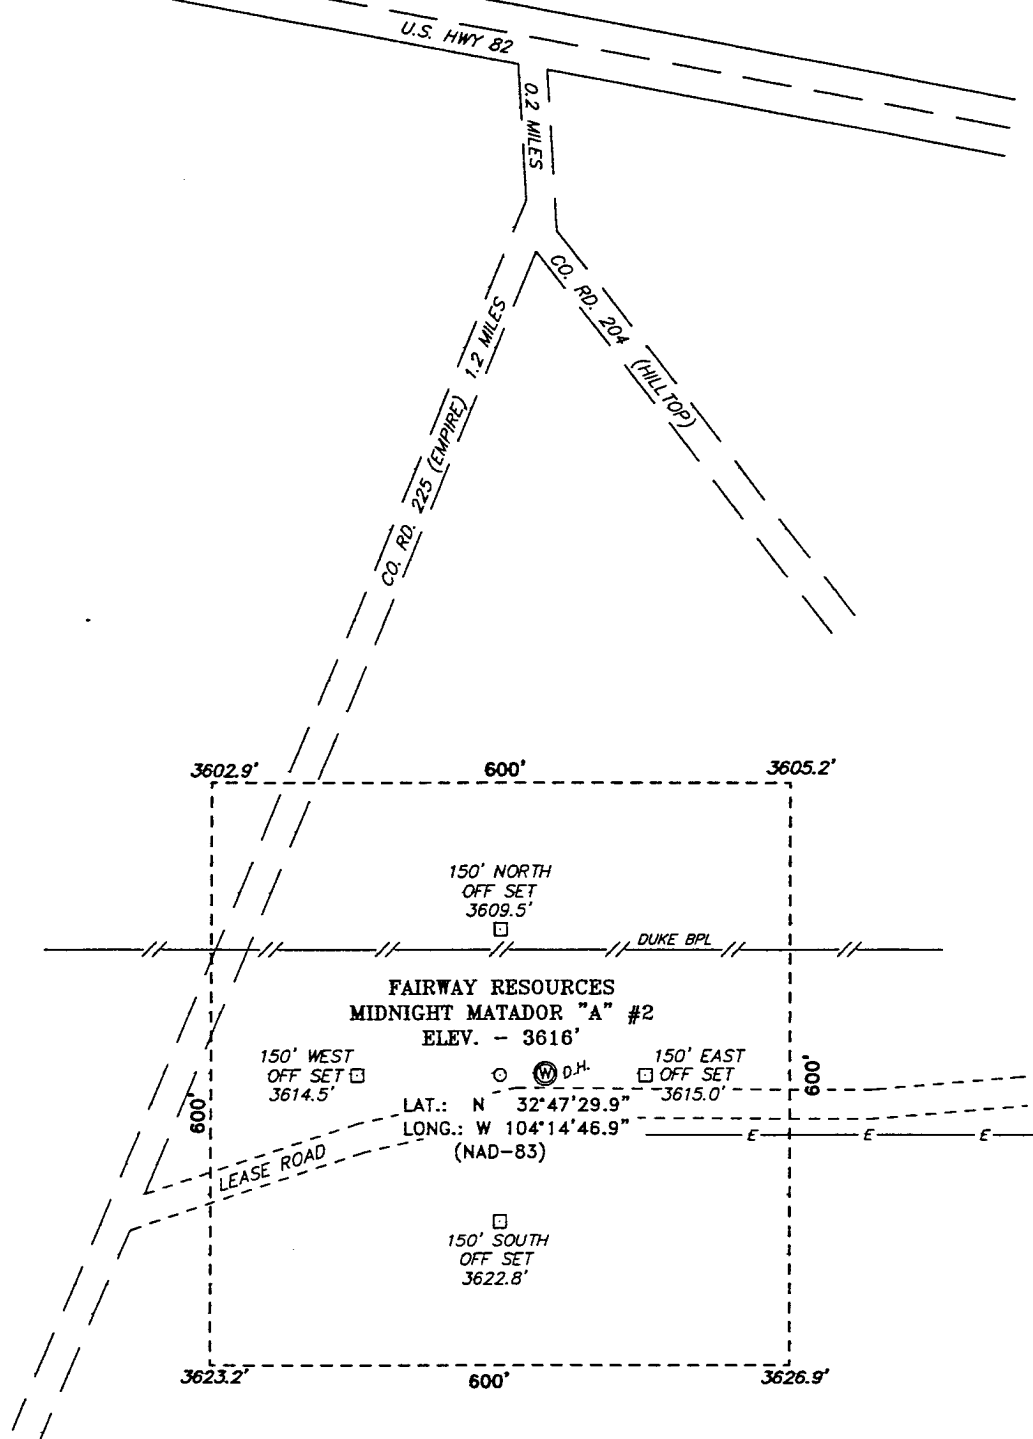 U.S. HWY 82
0.2 MILES
CO. RD. 204 (HILLTOP)
CO. RD. 225 (EMPIRE) 1.2 MILES
3602.9'
600'
3605.2'
150' NORTH
OFF SET
3609.5'
DUKE BPL
FAIRWAY RESOURCES
MIDNIGHT MATADOR "A" #2
ELEV. - 3616'
150' WEST
OFF SET
3614.5'
W D.H.
150' EAST
OFF SET
3615.0'
600'
600'
LAT.: N 32°47'29.9"
LONG.: W 104°14'46.9"
(NAD-83)
E E E
LEASE ROAD
150' SOUTH
OFF SET
3622.8'
3623.2'
600'
3626.9'